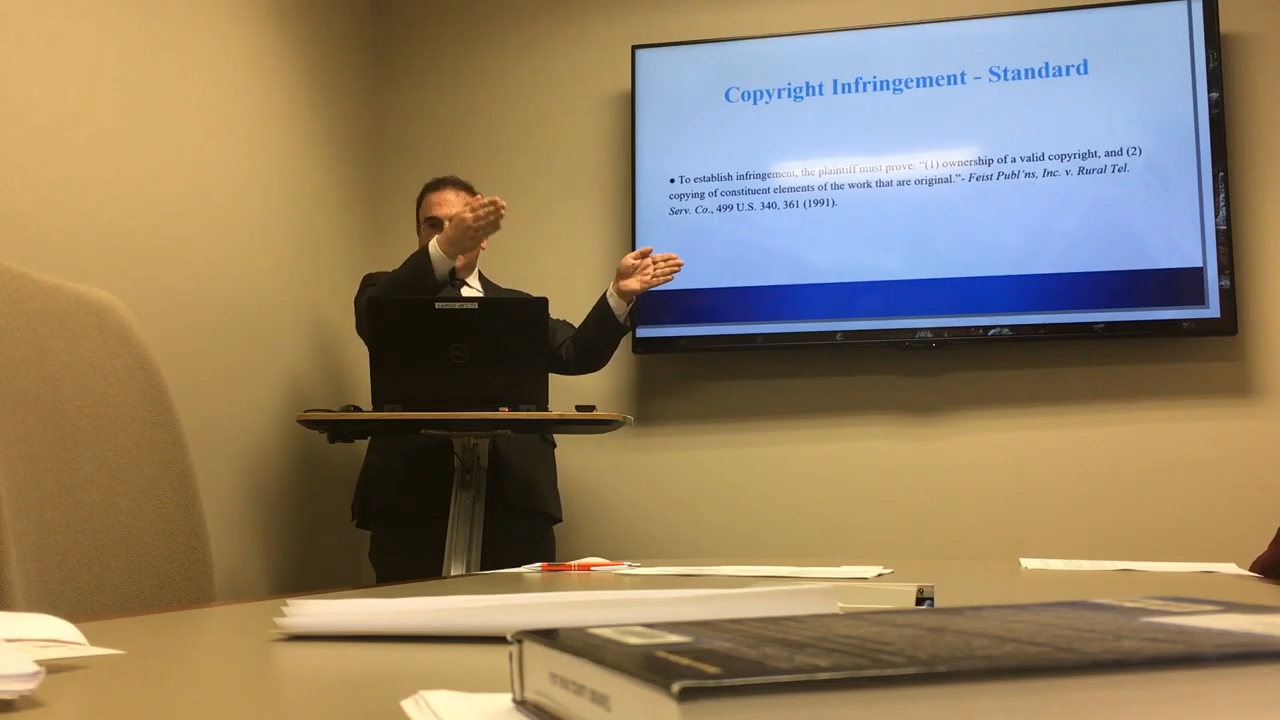 Copyright Infringement - Standard
● To establish infringement, the plaintiff must prove: “(1) ownership of a valid copyright, and (2)
copying of constituent elements of the work that are original.”- Feist Publ’ns, Inc. v. Rural Tel.
Serv. Co., 499 U.S. 340, 361 (1991).
DELL